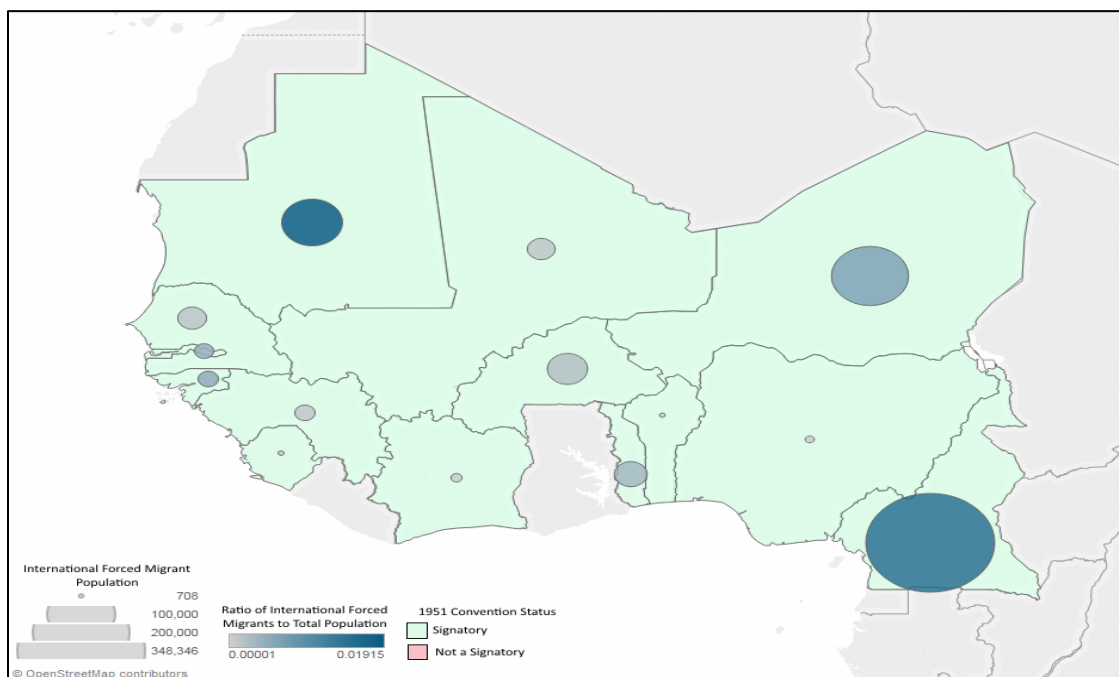 International Forced Migrant
Population
708
100,000
200,000
348,346
Ratio of International Forced
Migrants to Total Population
0.00001 0.01915
1951 Convention Status
Signatory
Not a Signatory
© OpenStreetMap contributors